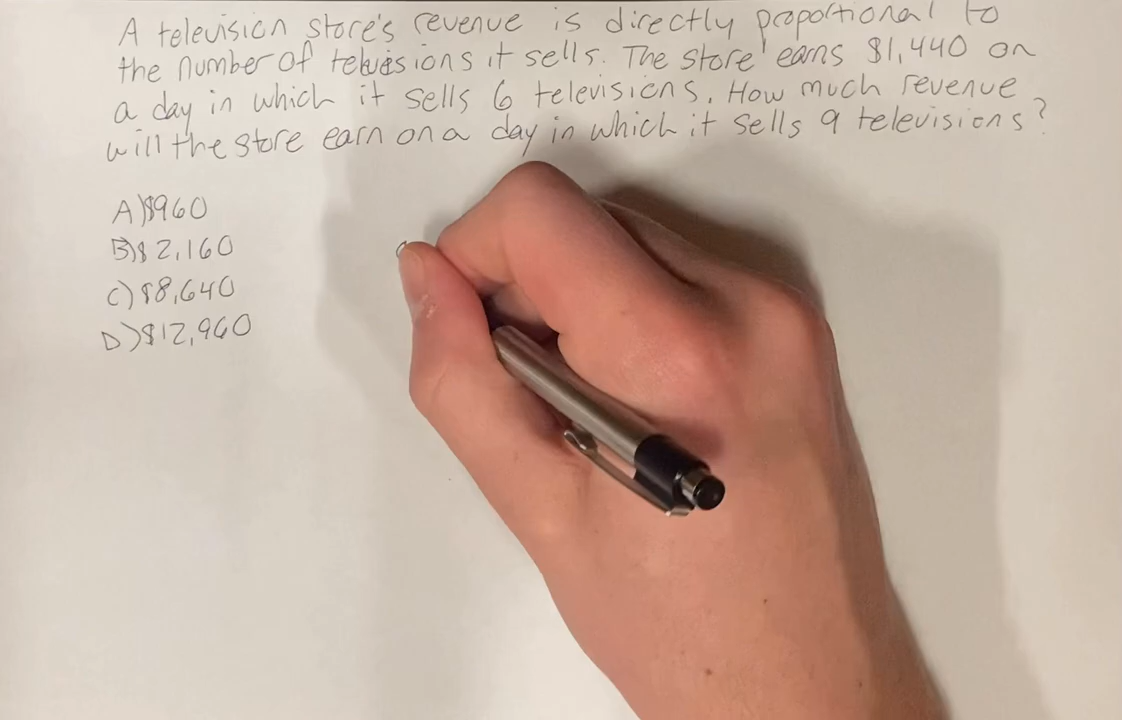 A television store's revenue is directly proportional to
the number of televisions it sells. The store earns $1,440 on
a day in which it sells 6 televisions. How much revenue
will the store earn on a day in which it sells 9 televisions?
A) $960
B) $2,160
C) $8,640
D) $12,960